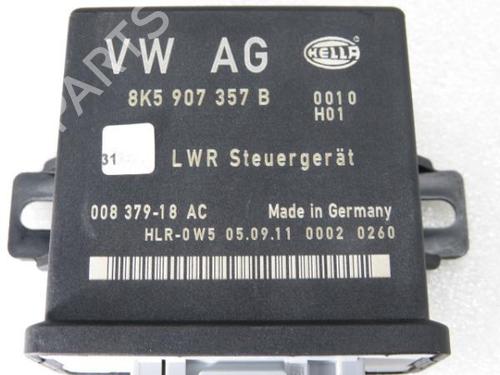 VW AG
HELLA
8K5 907 357 B
0010
H01
LWR Steuergerät
008 379-18 AC
Made in Germany
HLR-0W5 05.09.11 0002 0260